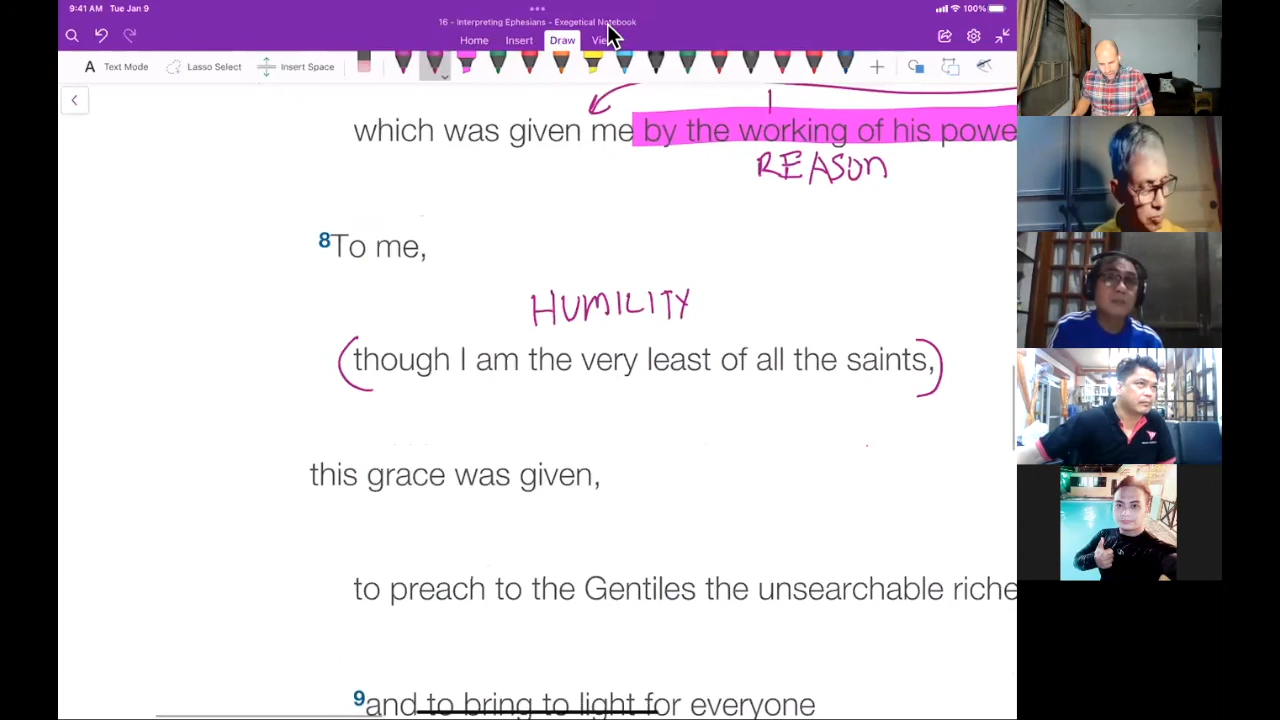 9:41 AM Tue Jan 9
100%
16 - Interpreting Ephesians - Exegetical Notebook
Home Insert Draw
A Text Mode Lasso Select Insert Space
which was given me by the working of his powe
REASON
8To me,
HUMILITY
(though I am the very least of all the saints,)
this grace was given,
to preach to the Gentiles the unsearchable riche
9and to bring to light for everyone